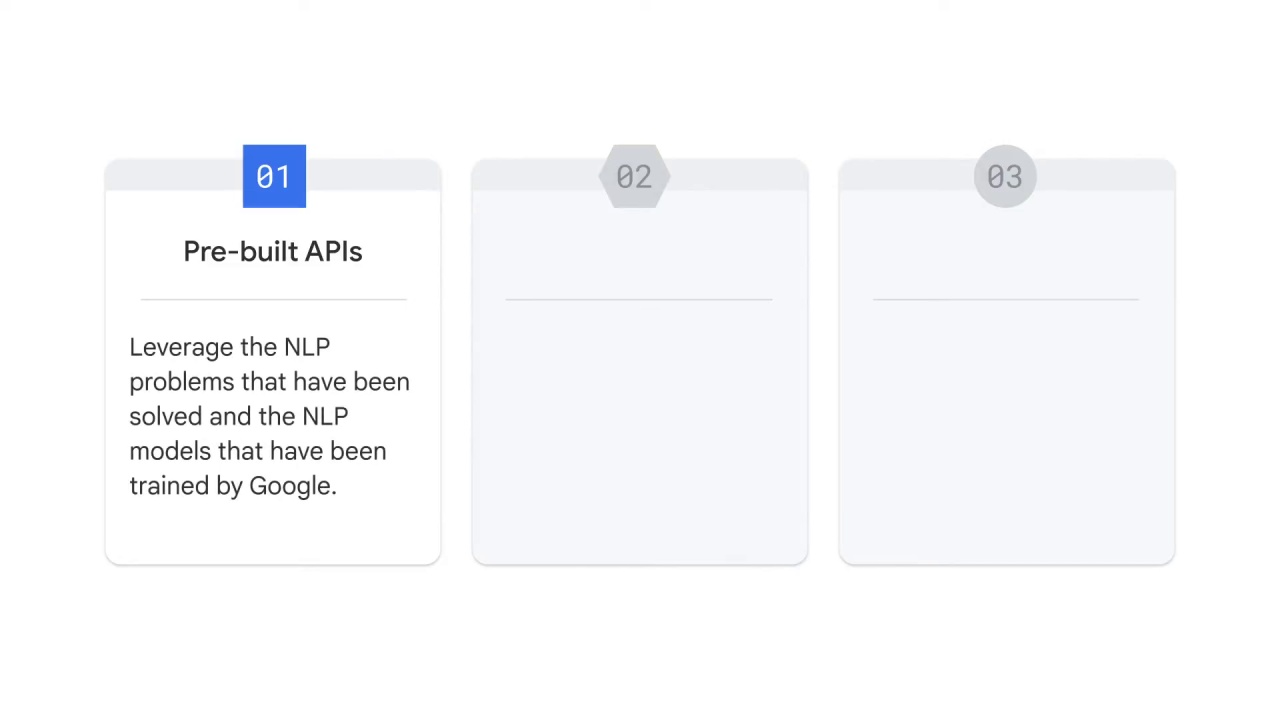 01
02
03
Pre-built APIs
Leverage the NLP
problems that have been
solved and the NLP
models that have been
trained by Google.